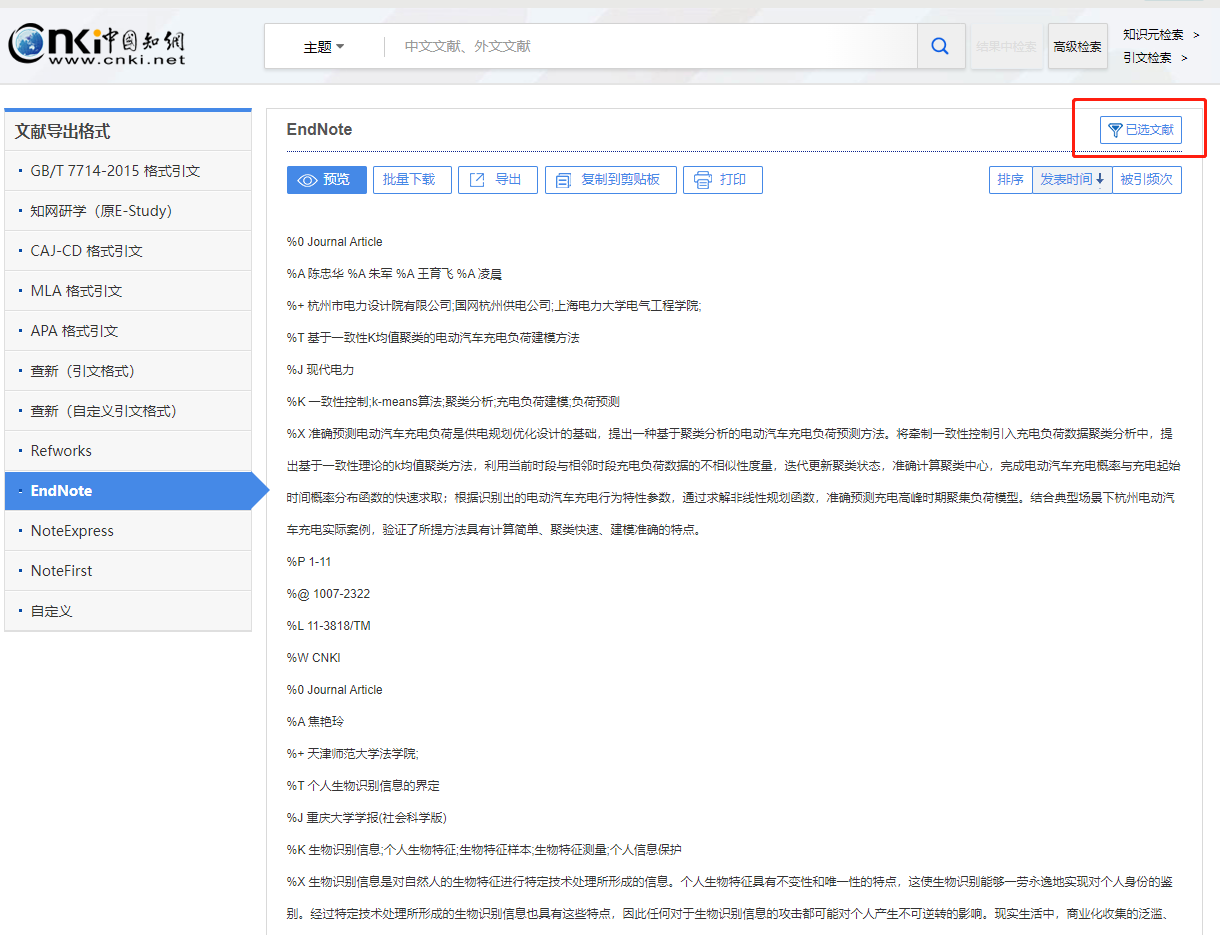 cnki中国知網
www.cnki.net
主题
中文文献、外文文献
结果中检索
高级检索
知识元检索 >
引文检索 >
文献导出格式
· GB/T 7714-2015 格式引文
· 知网研学（原E-Study）
· CAJ-CD 格式引文
· MLA 格式引文
· APA 格式引文
· 查新（引文格式）
· 查新（自定义引文格式）
· Refworks
· EndNote
· NoteExpress
· NoteFirst
· 自定义
EndNote
已选文献
预览
批量下载
导出
复制到剪贴板
打印
排序
发表时间↓
被引频次
%0 Journal Article
%A 陈忠华 %A 朱军 %A 王育飞 %A 凌晨
%+ 杭州市电力设计院有限公司;国网杭州供电公司;上海电力大学电气工程学院;
%T 基于一致性K均值聚类的电动汽车充电负荷建模方法
%J 现代电力
%K 一致性控制;k-means算法;聚类分析;充电负荷建模;负荷预测
%X 准确预测电动汽车充电负荷是供电规划优化设计的基础，提出一种基于聚类分析的电动汽车充电负荷预测方法。将牵制一致性控制引入充电负荷数据聚类分析中，提
出基于一致性理论的k均值聚类方法，利用当前时段与相邻时段充电负荷数据的不相似性度量，迭代更新聚类状态，准确计算聚类中心，完成电动汽车充电概率与充电起始
时间概率分布函数的快速求取；根据识别出的电动汽车充电行为特性参数，通过求解非线性规划函数，准确预测充电高峰时期聚集负荷模型。结合典型场景下杭州电动汽
车充电实际案例，验证了所提方法具有计算简单、聚类快速、建模准确的特点。
%P 1-11
%@ 1007-2322
%L 11-3818/TM
%W CNKI
%0 Journal Article
%A 焦艳玲
%+ 天津师范大学法学院;
%T 个人生物识别信息的界定
%J 重庆大学学报(社会科学版)
%K 生物识别信息;个人生物特征;生物特征样本;生物特征测量;个人信息保护
%X 生物识别信息是对自然人的生物特征进行特定技术处理所形成的信息。个人生物特征具有不变性和唯一性的特点，这使生物识别能够一劳永逸地实现对个人身份的鉴
别。经过特定技术处理所形成的生物识别信息也具有这些特点，因此任何对于生物识别信息的攻击都可能对个人产生不可逆转的影响。现实生活中，商业化收集的泛滥、